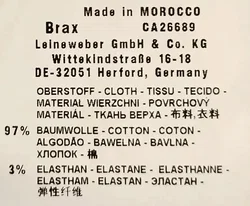 Made in MOROCCO
Brax CA26689
Leineweber GmbH & Co. KG
Wittekindstraße 16-18
DE-32051 Herford, Germany
OBERSTOFF - CLOTH - TISSU - TECIDO -
MATERIAL WIERZCHNI - POVRCHOVÝ
MATERIÁL - ТКАНЬ ВЕРХА - 布料,衣料
97% BAUMWOLLE - COTTON - COTON -
ALGODÃO - BAWELNA - BAVLNA -
ХЛОПОК - 棉
3% ELASTHAN - ELASTANE - ELASTHANNE -
ELASTHAM - ELASTAN - ЭЛАСТАН -
弹性纤维